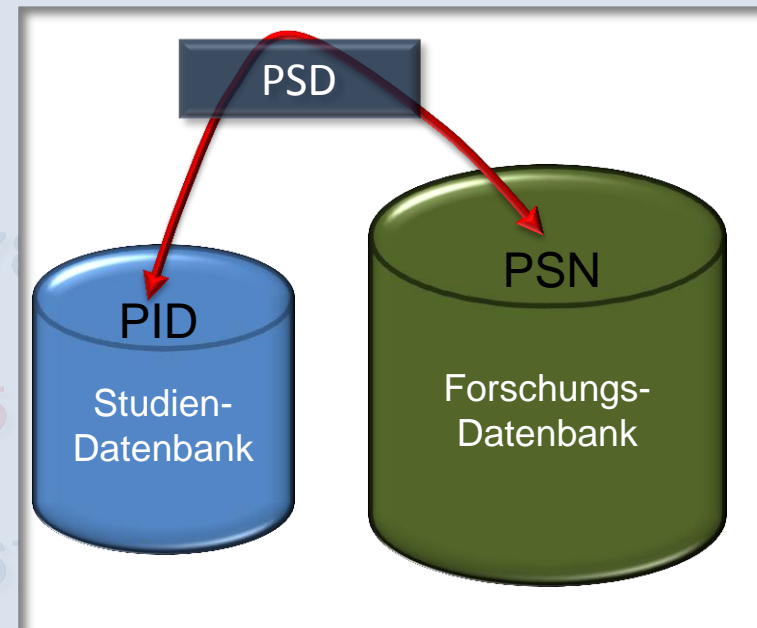 PSD
PID
Studien-
Datenbank
PSN
Forschungs-
Datenbank